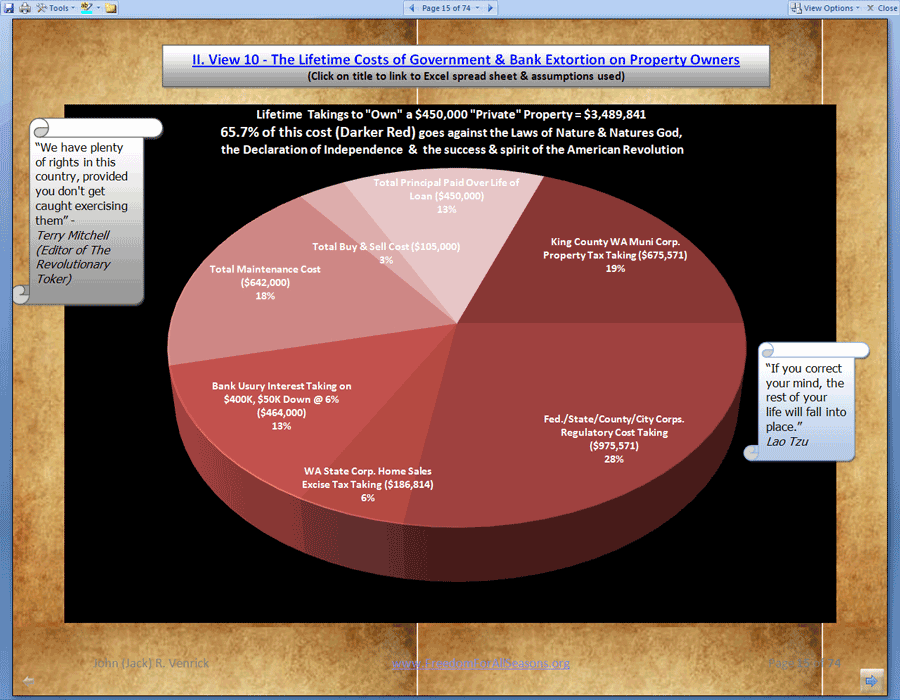 Tools
Page 15 of 74
View Options
Close
II. View 10 - The Lifetime Costs of Government & Bank Extortion on Property Owners
(Click on title to link to Excel spread sheet & assumptions used)
Lifetime Takings to "Own" a $450,000 "Private" Property = $3,489,841
65.7% of this cost (Darker Red) goes against the Laws of Nature & Natures God,
the Declaration of Independence & the success & spirit of the American Revolution
“We have plenty
of rights in this
country, provided
you don't get
caught exercising
them” -
Terry Mitchell
(Editor of The
Revolutionary
Toker)
Total Principal Paid Over Life of
Loan ($450,000)
13%
King County WA Muni Corp.
Property Tax Taking ($675,571)
19%
Total Buy & Sell Cost ($105,000)
3%
Total Maintenance Cost
($642,000)
18%
Bank Usury Interest Taking on
$400K, $50K Down @ 6%
($464,000)
13%
Fed./State/County/City Corps.
Regulatory Cost Taking
($975,571)
28%
WA State Corp. Home Sales
Excise Tax Taking ($186,814)
6%
“If you correct
your mind, the
rest of your
life will fall into
place.”
Lao Tzu
John (Jack) R. Venrick
www.FreedomForAllSeasons.org